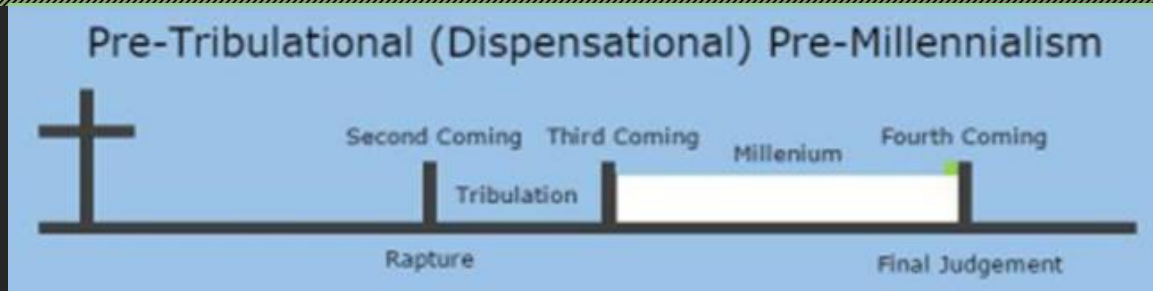 Pre-Tribulational (Dispensational) Pre-Millennialism
Second Coming Third Coming Fourth Coming
Millenium
Tribulation
Rapture
Final Judgement